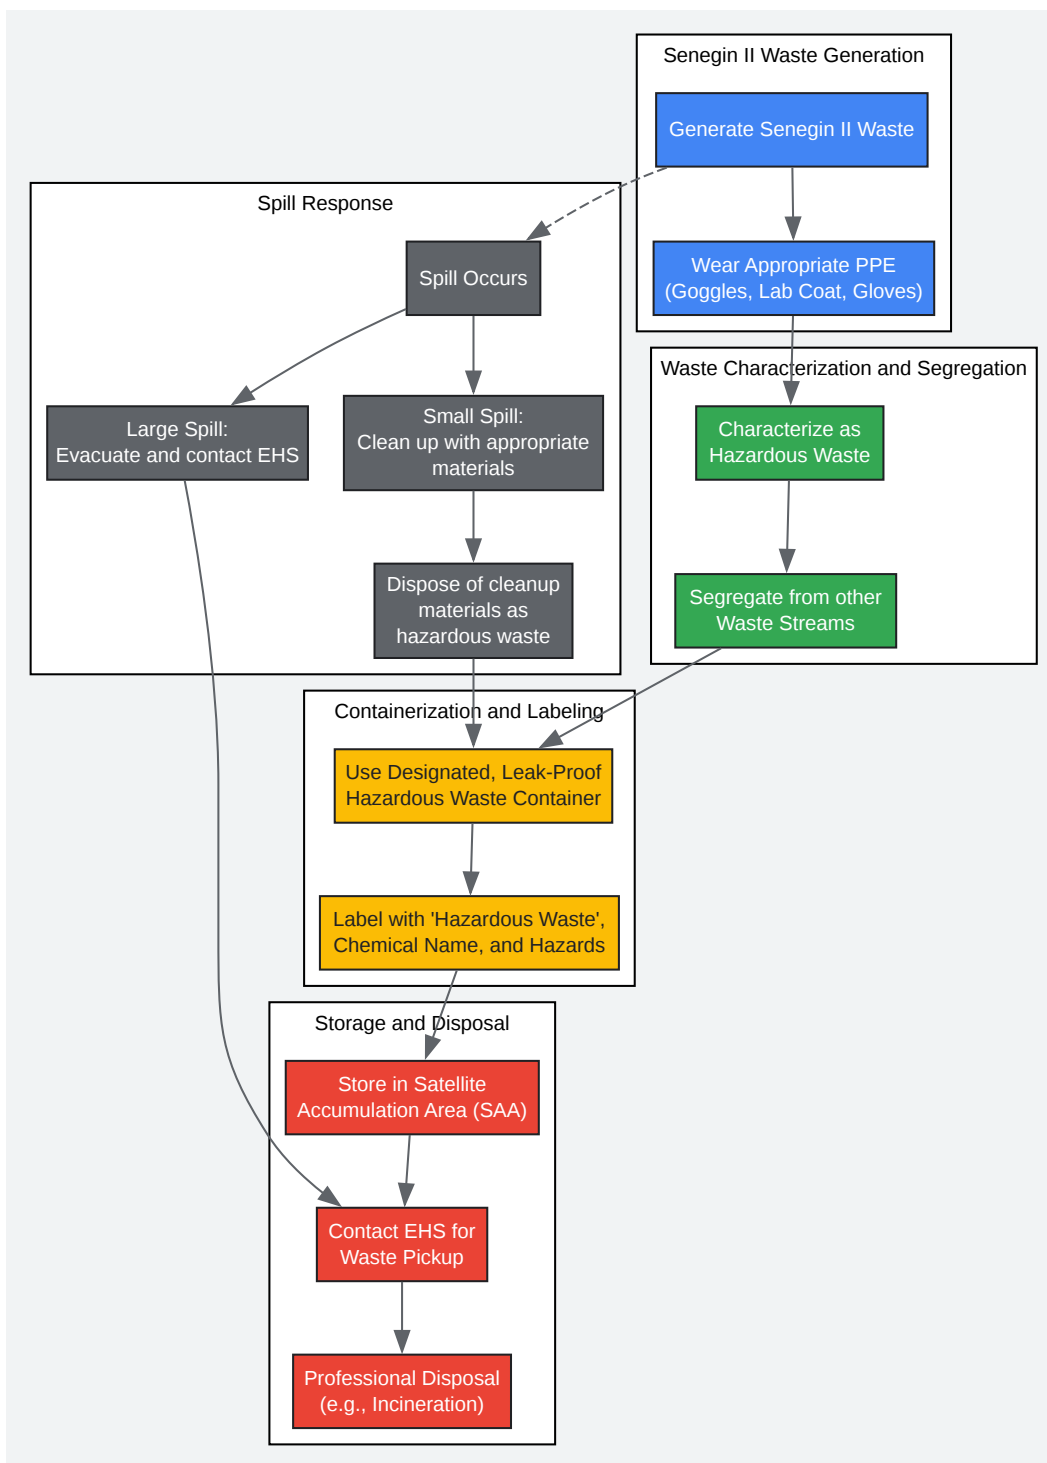 Senegin II Waste Generation
Generate Senegin II Waste
Wear Appropriate PPE
(Goggles, Lab Coat, Gloves)
Spill Response
Spill Occurs
Large Spill:
Evacuate and contact EHS
Small Spill:
Clean up with appropriate
materials
Dispose of cleanup
materials as
hazardous waste
Waste Characterization and Segregation
Characterize as
Hazardous Waste
Segregate from other
Waste Streams
Containerization and Labeling
Use Designated, Leak-Proof
Hazardous Waste Container
Label with 'Hazardous Waste',
Chemical Name, and Hazards
Storage and Disposal
Store in Satellite
Accumulation Area (SAA)
Contact EHS for
Waste Pickup
Professional Disposal
(e.g., Incineration)